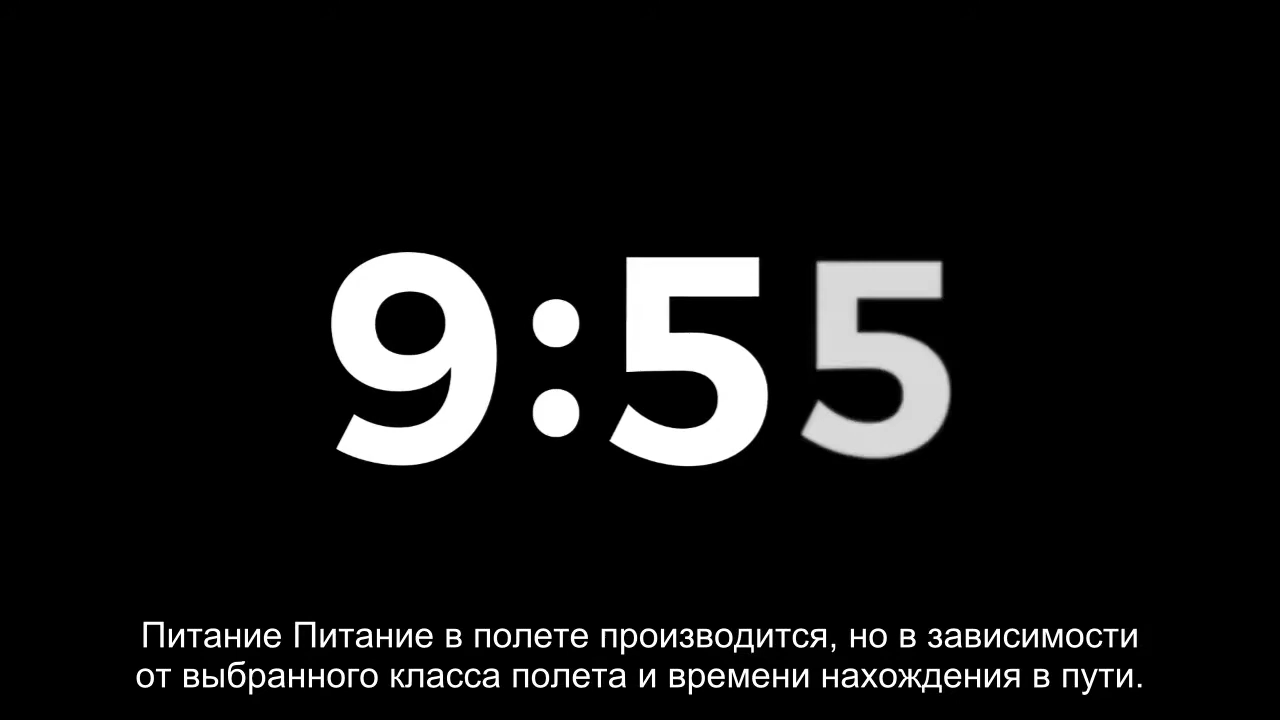 9:55
Питание Питание в полете производится, но в зависимости
от выбранного класса полета и времени нахождения в пути.